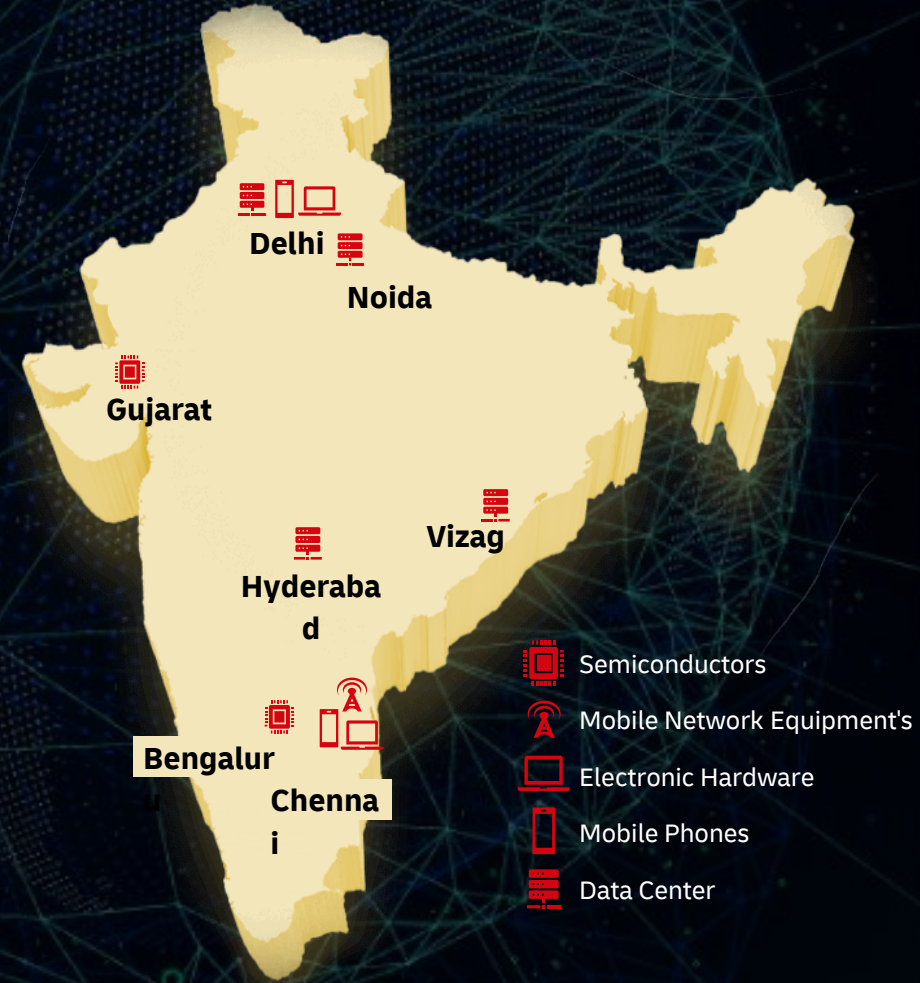 Delhi
Noida
Gujarat
Vizag
Hyderaba
d
Bengalur
u
Chenna
i
Semiconductors
Mobile Network Equipment's
Electronic Hardware
Mobile Phones
Data Center